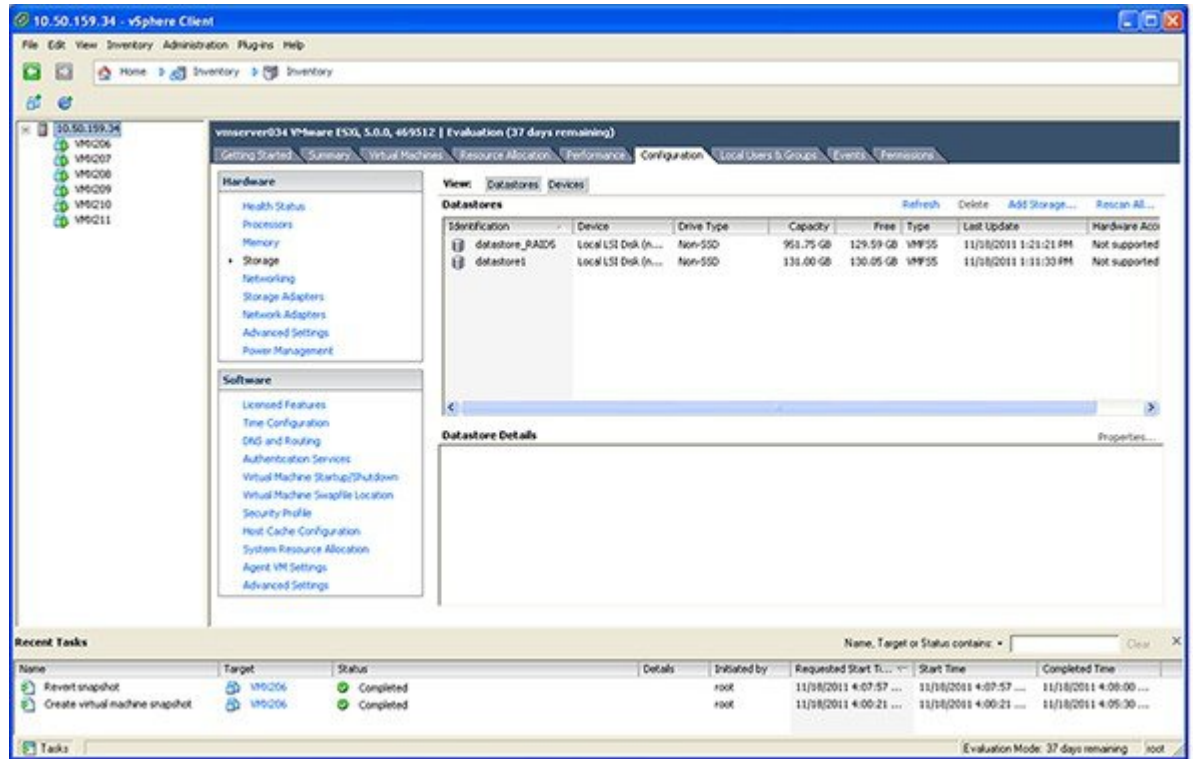 10.50.159.34 - vSphere Client
File Edit View Inventory Administration Plug-ins Help
Home Inventory Inventory
10.50.159.34
vmserver034 VMware ESXi, 5.0.0, 469512 | Evaluation (37 days remaining)
Getting Started Summary Virtual Machines Resource Allocation Performance Configuration Local Users & Groups Events Permissions
Hardware
Health Status
Processors
Memory
Storage
Networking
Storage Adapters
Network Adapters
Advanced Settings
Power Management
Software
Licensed Features
Time Configuration
DNS and Routing
Authentication Services
Virtual Machine Startup/Shutdown
Virtual Machine Swapfile Location
Security Profile
Host Cache Configuration
System Resource Allocation
Agent VM Settings
Advanced Settings
View: Datastores Devices
Datastores Refresh Delete Add Storage... Rescan All...
Identification Device Drive Type Capacity Free Type Last Update Hardware Acc
datastore_RAID5 Local LSI Disk (n... Non-SSD 951.75 GB 129.59 GB VMFS5 11/18/2011 1:21:21 PM Not supported
datastore1 Local LSI Disk (n... Non-SSD 131.00 GB 130.05 GB VMFS5 11/18/2011 1:11:33 PM Not supported
Datastore Details Properties...
Recent Tasks Name, Target or Status contains: Clear
Name Target Status Details Initiated by Requested Start Ti... Start Time Completed Time
Revert snapshot Completed root 11/18/2011 4:07:57 ... 11/18/2011 4:07:57 ... 11/18/2011 4:08:00 ...
Create virtual machine snapshot Completed root 11/18/2011 4:00:21 ... 11/18/2011 4:00:21 ... 11/18/2011 4:05:30 ...
Tasks Evaluation Mode: 37 days remaining root